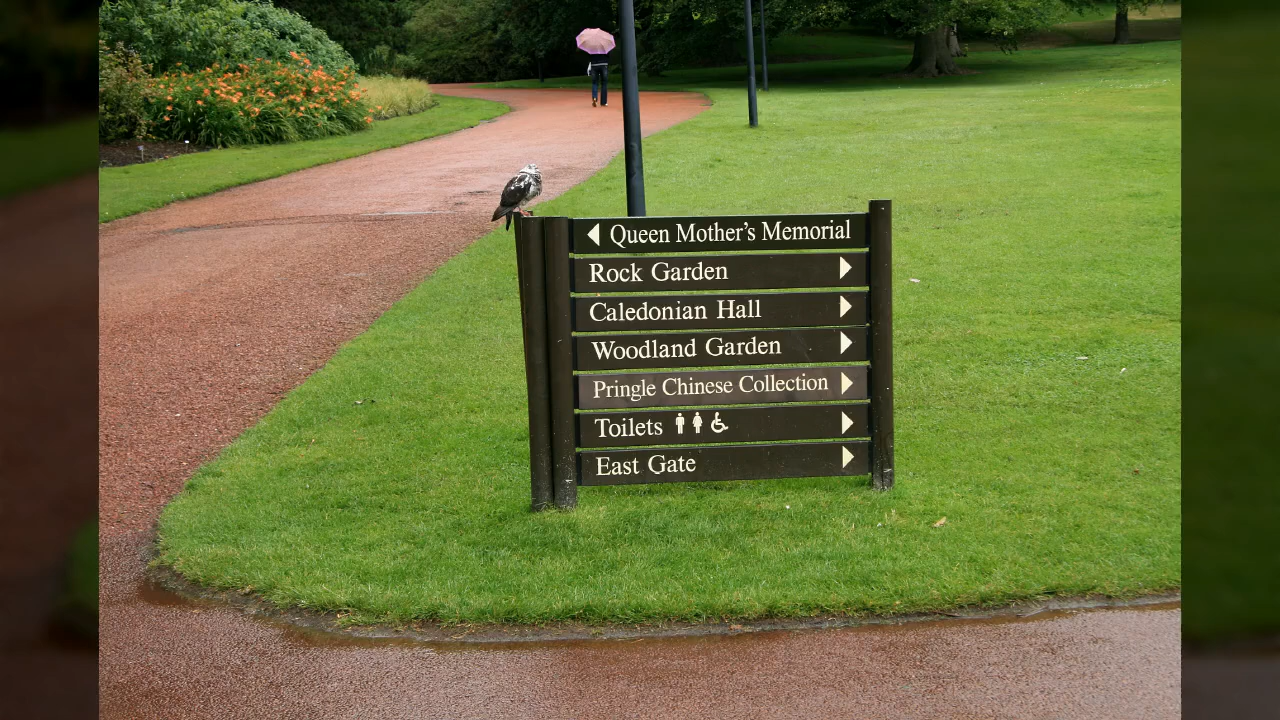 Queen Mother's Memorial
Rock Garden
Caledonian Hall
Woodland Garden
Pringle Chinese Collection
Toilets
East Gate